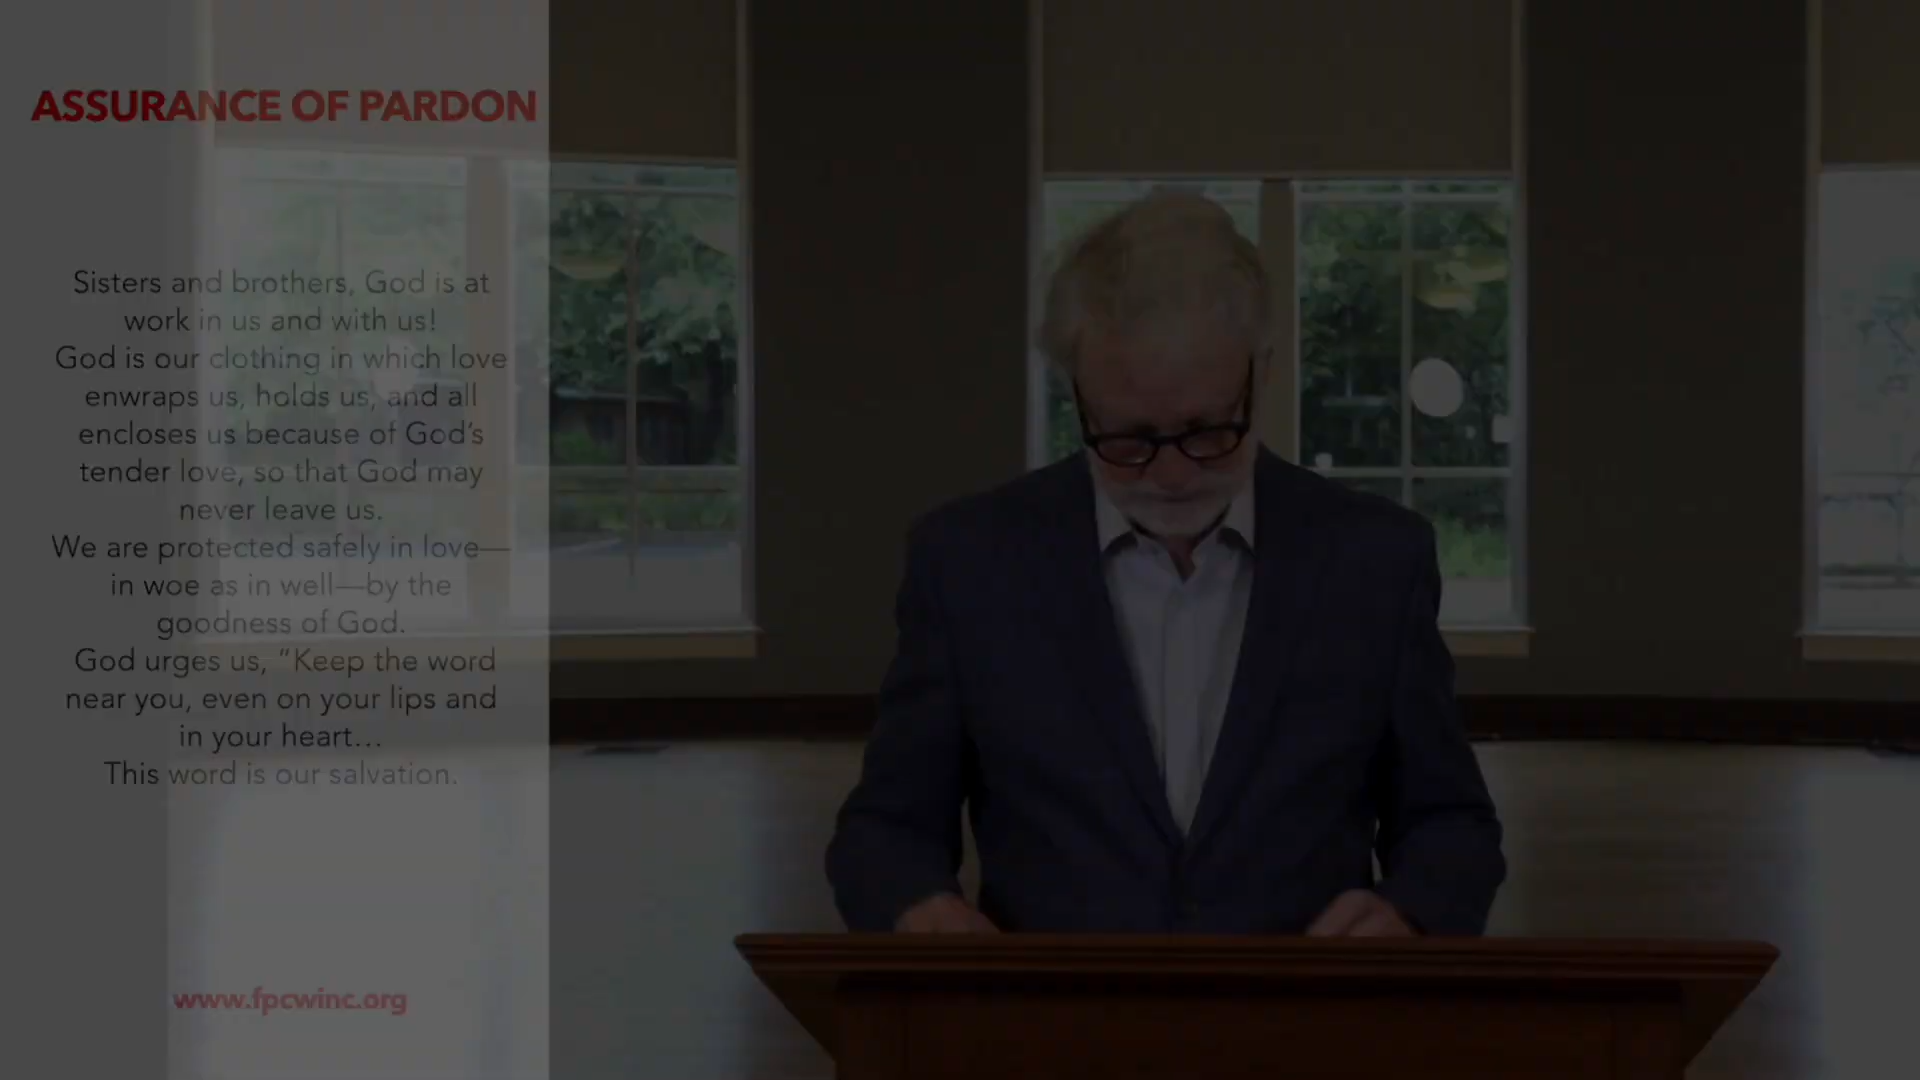 ASSURANCE OF PARDON
Sisters and brothers, God is at
work in us and with us!
God is our clothing in which love
enwraps us, holds us, and all
encloses us because of God's
tender love, so that God may
never leave us.
We are protected safely in love—
in woe as in well—by the
goodness of God.
God urges us, “Keep the word
near you, even on your lips and
in your heart…
This word is our salvation.
www.fpcwinc.org